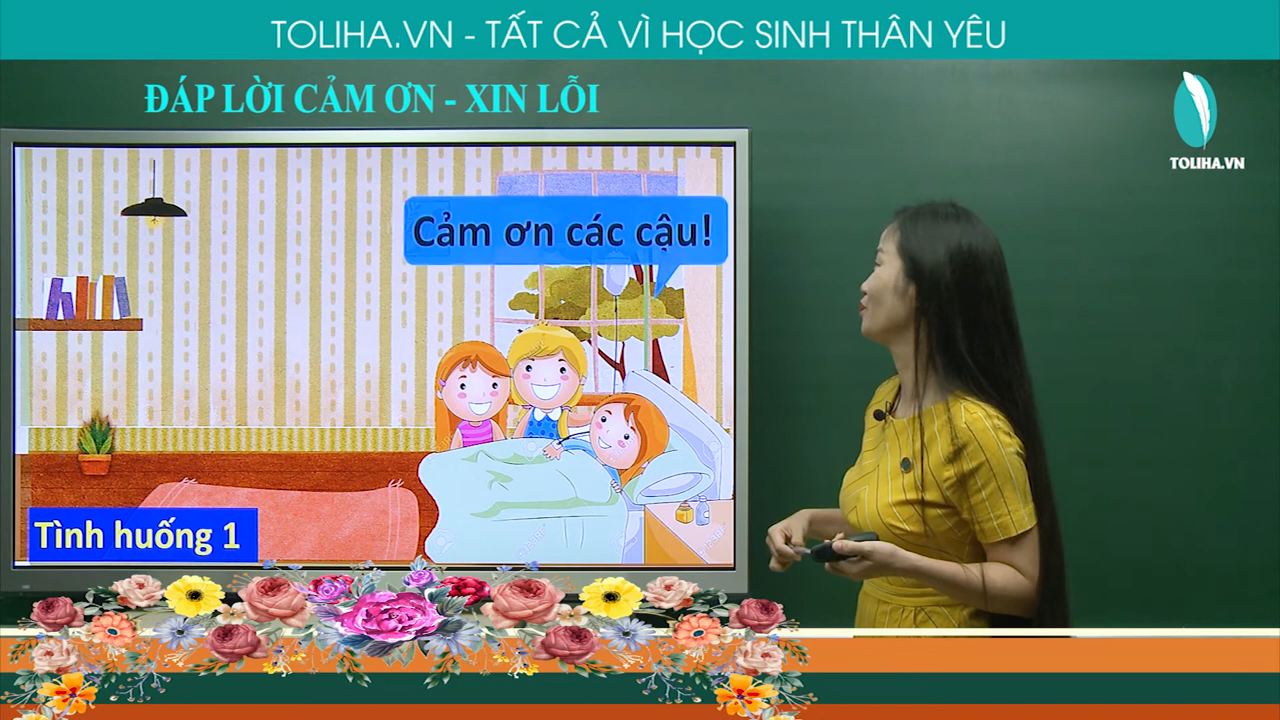 TOLIHA.VN - TẤT CẢ VÌ HỌC SINH THÂN YÊU
ĐÁP LỜI CẢM ƠN - XIN LỖI
TOLIHA.VN
Cảm ơn các cậu!
Tình huống 1